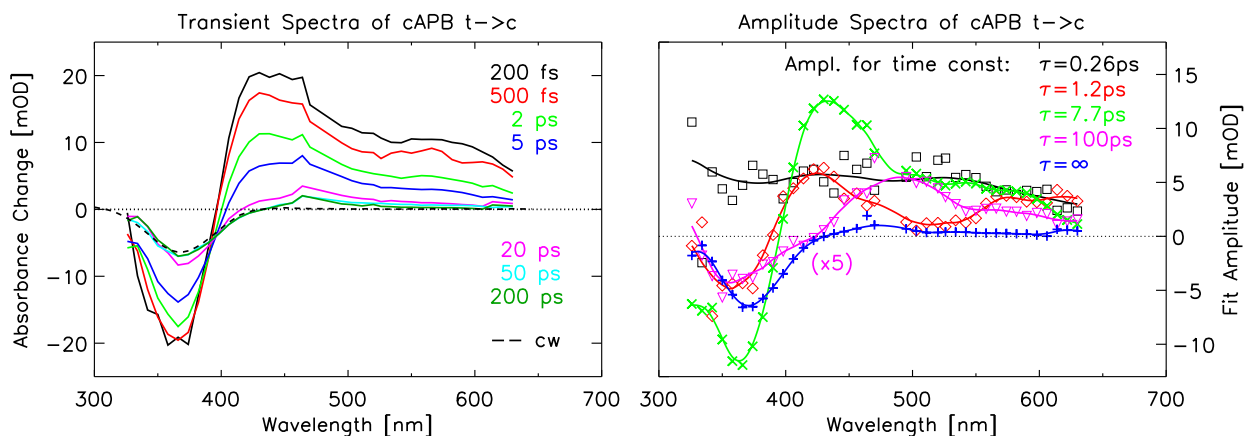 Transient Spectra of cAPB t->c
Absorbance Change [mOD]
20
10
0
-10
-20
200 fs
500 fs
2 ps
5 ps
20 ps
50 ps
200 ps
cw
300 400 500 600 700
Wavelength [nm]
Amplitude Spectra of cAPB t->c
Ampl. for time const: τ=0.26ps
τ=1.2ps
τ=7.7ps
τ=100ps
τ=∞
(x5)
15
10
5
0
-5
-10
Fit Amplitude [mOD]
300 400 500 600 700
Wavelength [nm]